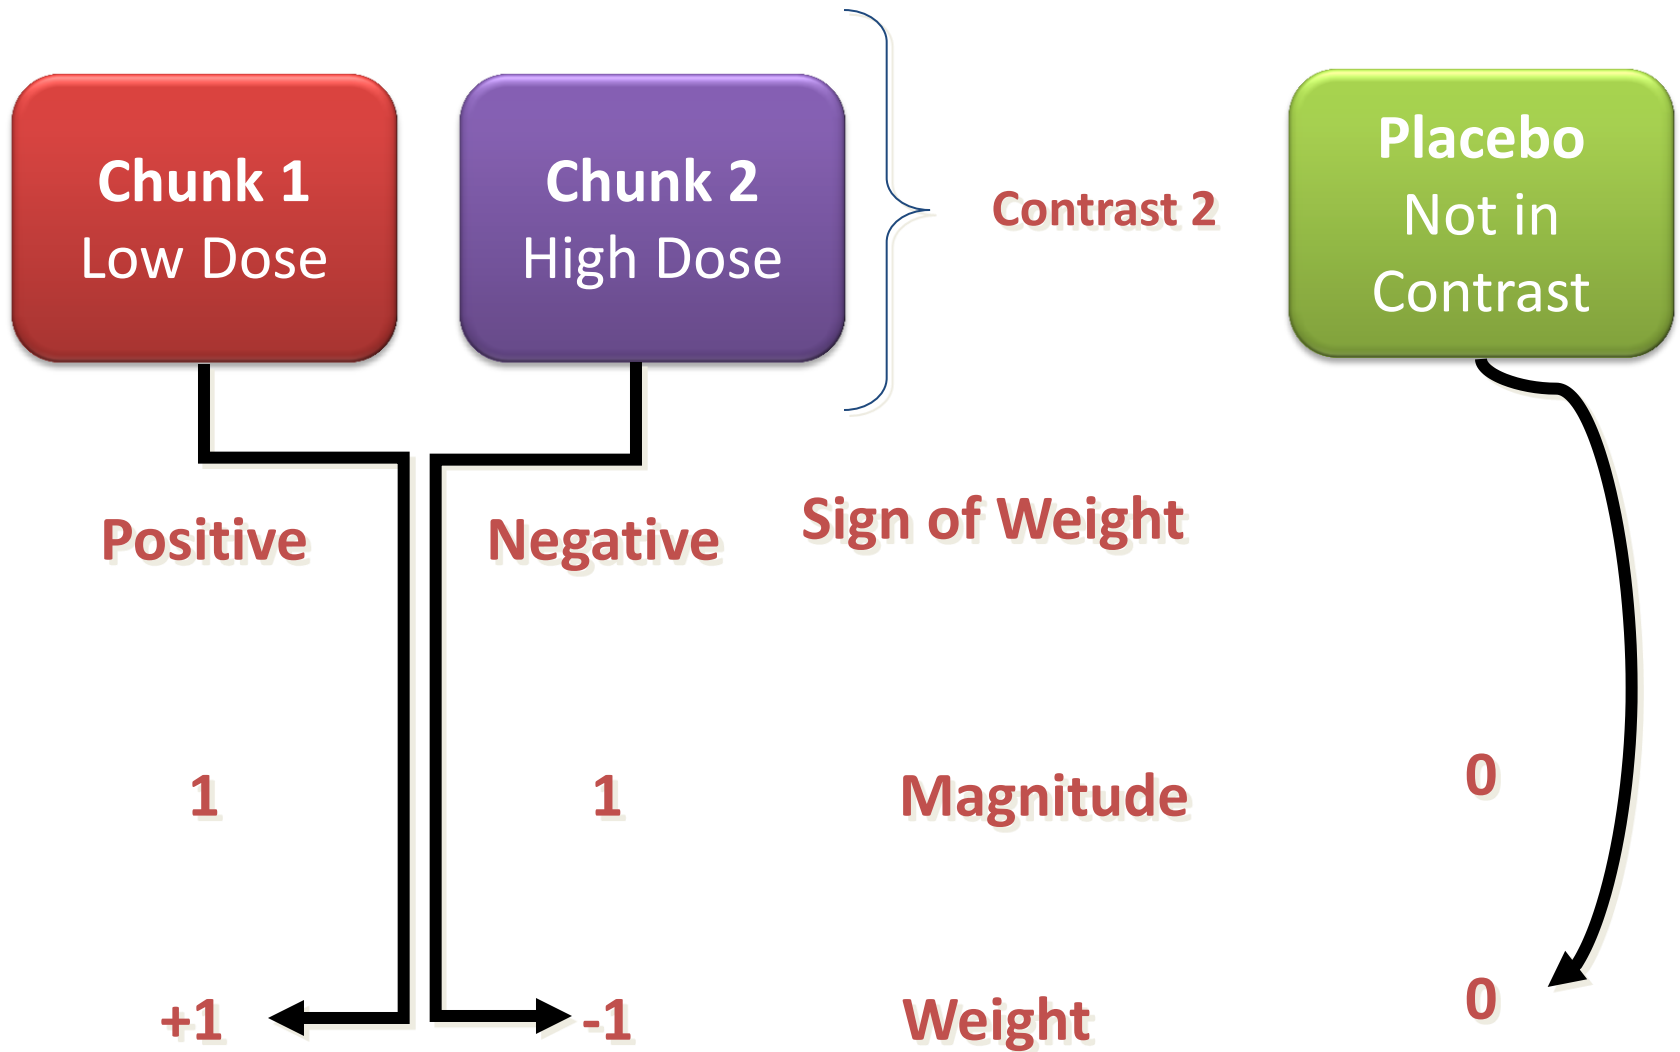 Chunk 1
Low Dose
Chunk 2
High Dose
Contrast 2
Placebo
Not in
Contrast
Positive
Negative
Sign of Weight
1
1
Magnitude
0
+1
-1
Weight
0